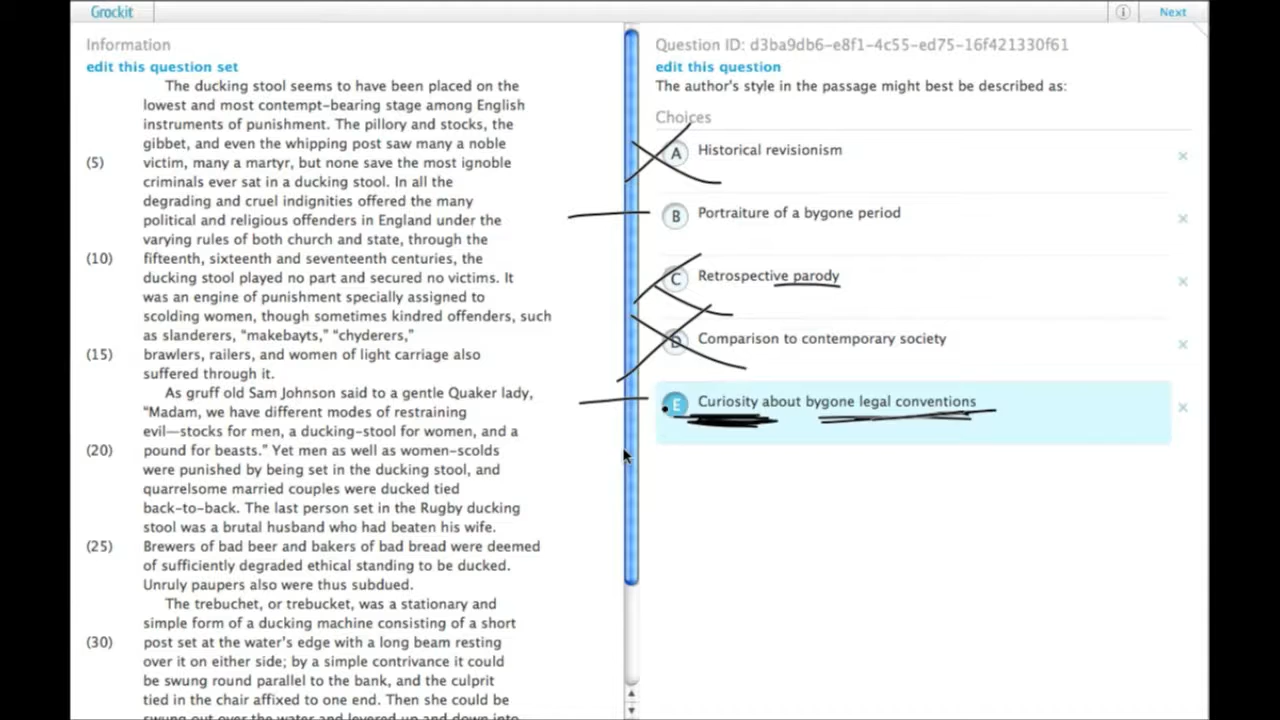 Grockit
Next
Information
edit this question set
The ducking stool seems to have been placed on the
lowest and most contempt-bearing stage among English
instruments of punishment. The pillory and stocks, the
gibbet, and even the whipping post saw many a noble
(5) victim, many a martyr, but none save the most ignoble
criminals ever sat in a ducking stool. In all the
degrading and cruel indignities offered the many
political and religious offenders in England under the
varying rules of both church and state, through the
(10) fifteenth, sixteenth and seventeenth centuries, the
ducking stool played no part and secured no victims. It
was an engine of punishment specially assigned to
scolding women, though sometimes kindred offenders, such
as slanderers, “makebayts,” “chyderers,”
(15) brawlers, railers, and women of light carriage also
suffered through it.
As gruff old Sam Johnson said to a gentle Quaker lady,
“Madam, we have different modes of restraining
evil—stocks for men, a ducking-stool for women, and a
(20) pound for beasts.” Yet men as well as women-scolds
were punished by being set in the ducking stool, and
quarrelsome married couples were ducked tied
back-to-back. The last person set in the Rugby ducking
stool was a brutal husband who had beaten his wife.
(25) Brewers of bad beer and bakers of bad bread were deemed
of sufficiently degraded ethical standing to be ducked.
Unruly paupers also were thus subdued.
The trebuchet, or trebucket, was a stationary and
simple form of a ducking machine consisting of a short
(30) post set at the water's edge with a long beam resting
over it on either side; by a simple contrivance it could
be swung round parallel to the bank, and the culprit
tied in the chair affixed to one end. Then she could be
swung out over the water and levered up and down into
Question ID: d3ba9db6-e8f1-4c55-ed75-16f421330f61
edit this question
The author's style in the passage might best be described as:
Choices
A Historical revisionism
B Portraiture of a bygone period
C Retrospective parody
D Comparison to contemporary society
E Curiosity about bygone legal conventions